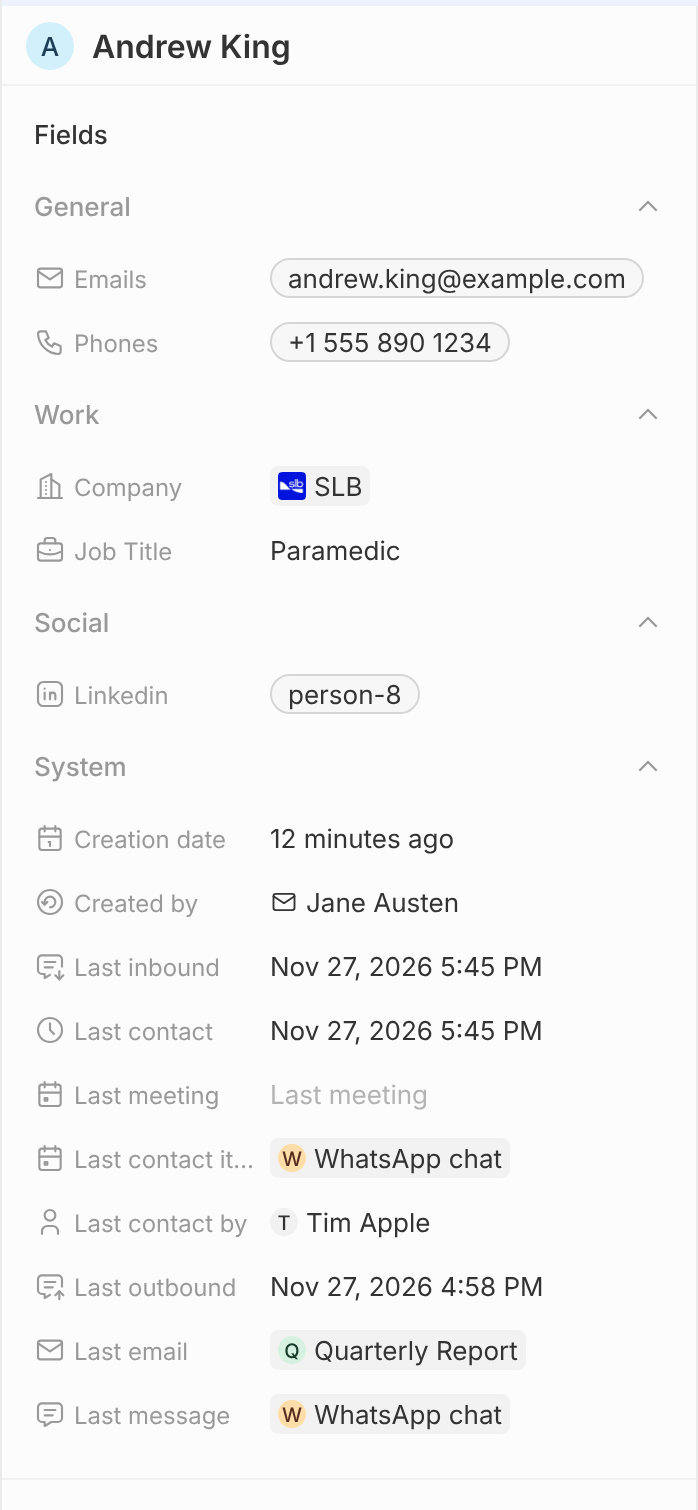 A Andrew King
Fields
General
Emails andrew.king@example.com
Phones +1 555 890 1234
Work
Company slb SLB
Job Title Paramedic
Social
in Linkedin person-8
System
1 Creation date 12 minutes ago
Created by Jane Austen
Last inbound Nov 27, 2026 5:45 PM
Last contact Nov 27, 2026 5:45 PM
Last meeting Last meeting
Last contact it... W WhatsApp chat
Last contact by T Tim Apple
Last outbound Nov 27, 2026 4:58 PM
Last email Q Quarterly Report
Last message W WhatsApp chat